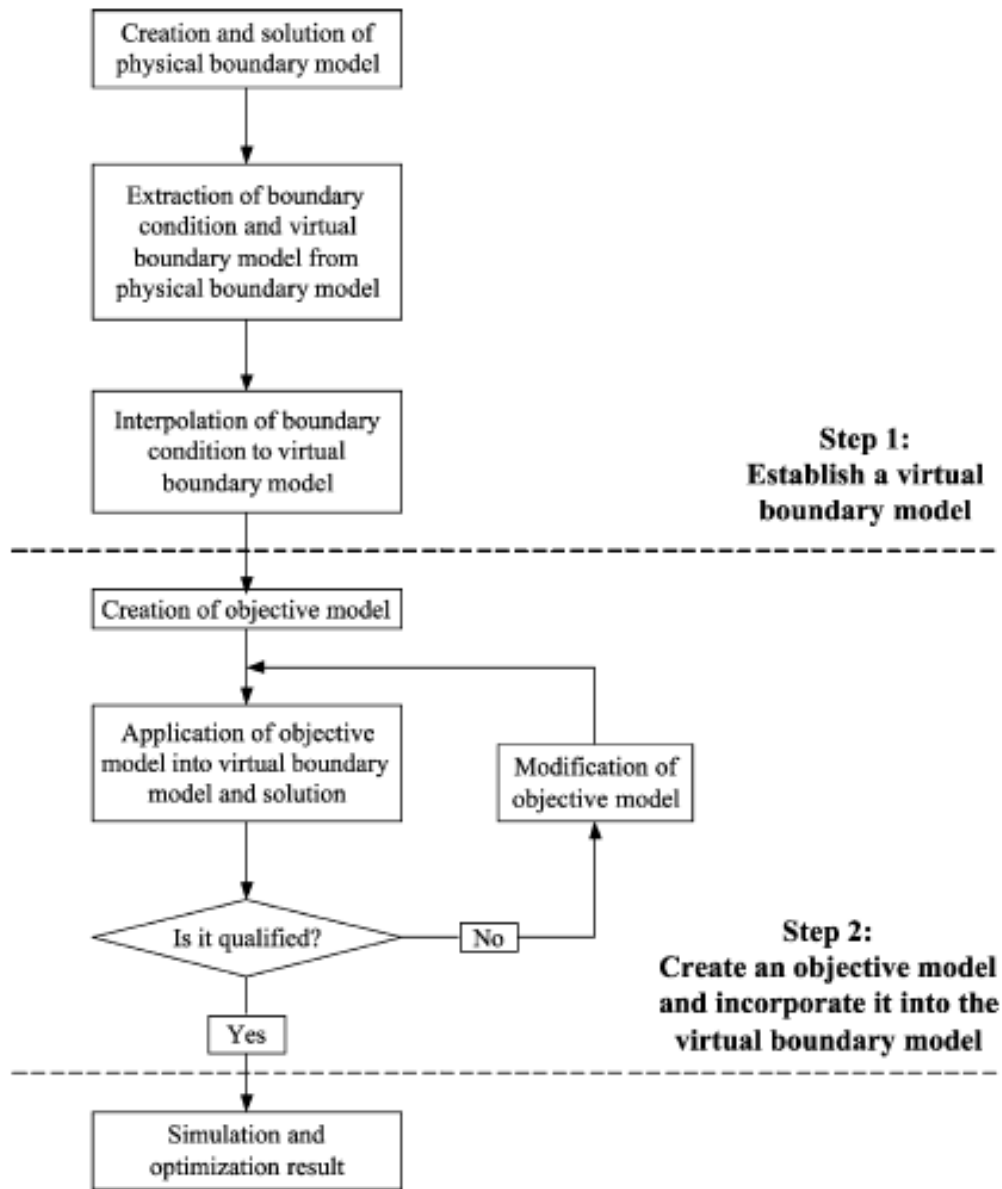 Creation and solution of
physical boundary model
Extraction of boundary
condition and virtual
boundary model from
physical boundary model
Interpolation of boundary
condition to virtual
boundary model
Step 1:
Establish a virtual
boundary model
Creation of objective model
Application of objective
model into virtual boundary
model and solution
Modification of
objective model
Is it qualified?
No
Yes
Step 2:
Create an objective model
and incorporate it into the
virtual boundary model
Simulation and
optimization result